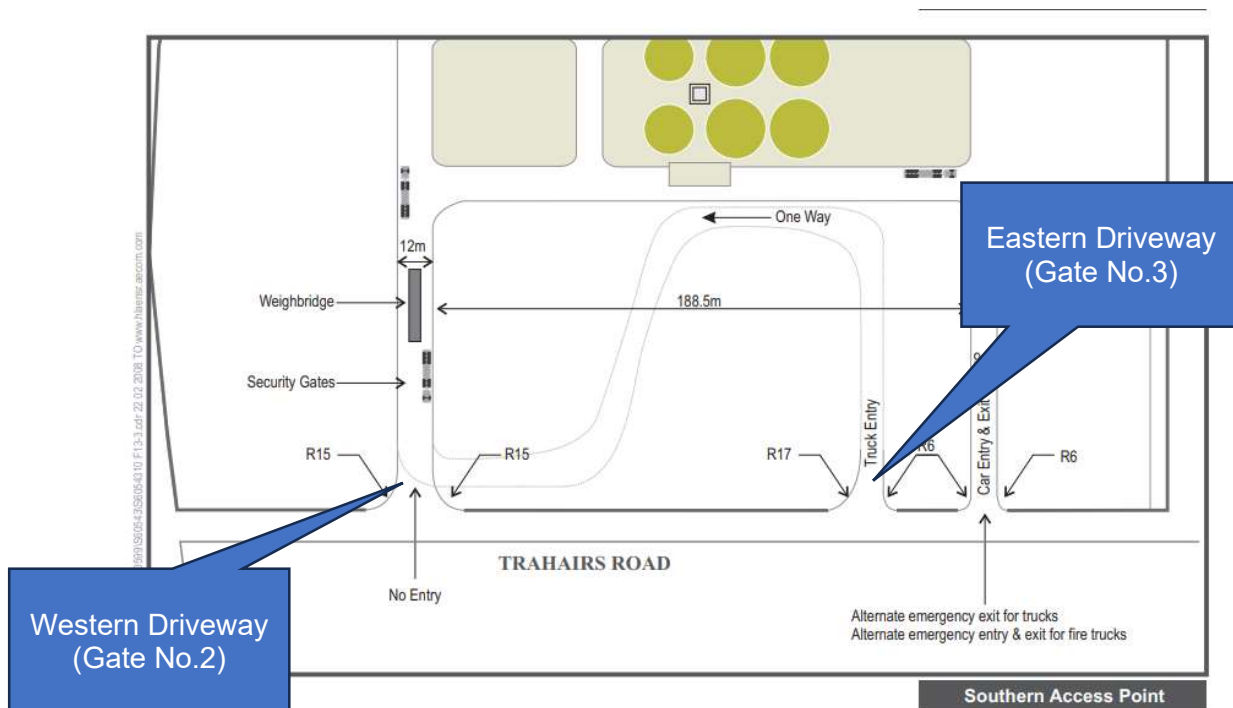 One Way
12m
Weighbridge
188.5m
Security Gates
R15
R15
R17
Truck Entry
R6
Car Entry & Exit
R6
TRAHAIRS ROAD
No Entry
Alternate emergency exit for trucks
Alternate emergency entry & exit for fire trucks
Eastern Driveway
(Gate No.3)
Western Driveway
(Gate No.2)
Southern Access Point